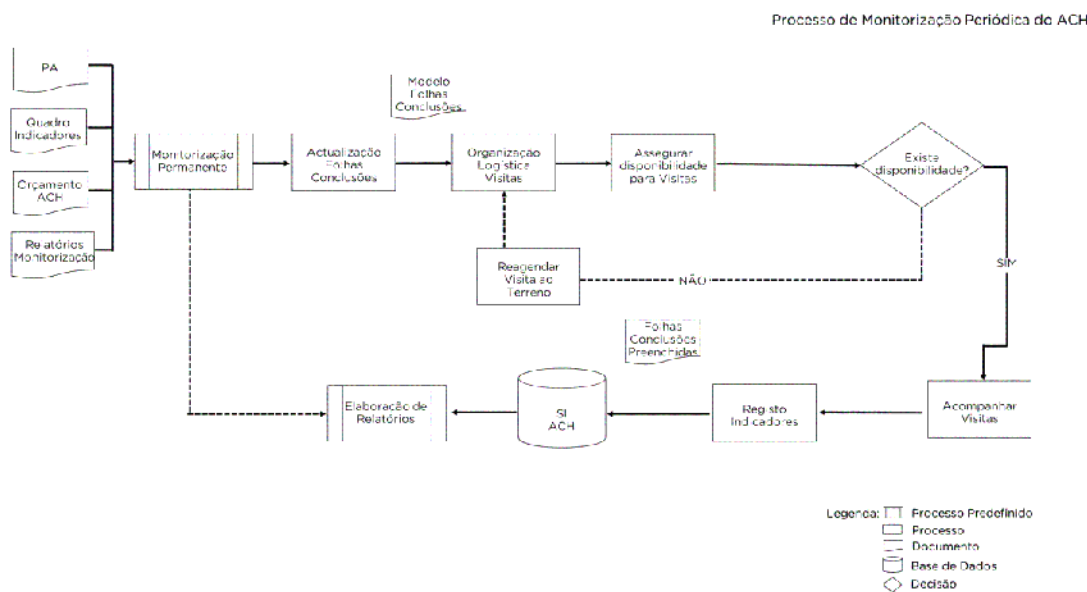 Processo de Monitorização Periódica do ACH
PA
Quadro
Indicadores
Orçamento
ACH
Relatórios
Monitorização
Monitorização
Permanente
Actualização
Folhas
Conclusões
Modelo
Folhas
Conclusões
Organização
Logística
Visitas
Assegurar
disponibilidade
para Visitas
Existe
disponibilidade?
Reagendar
Visita ao
Terreno
NÃO
SIM
Folhas
Conclusões
Preenchidas
Elaboração de
Relatórios
SI
ACH
Registo
Indicadores
Acompanhar
Visitas
Legenda:
Processo Predefinido
Processo
Documento
Base de Dados
Decisão